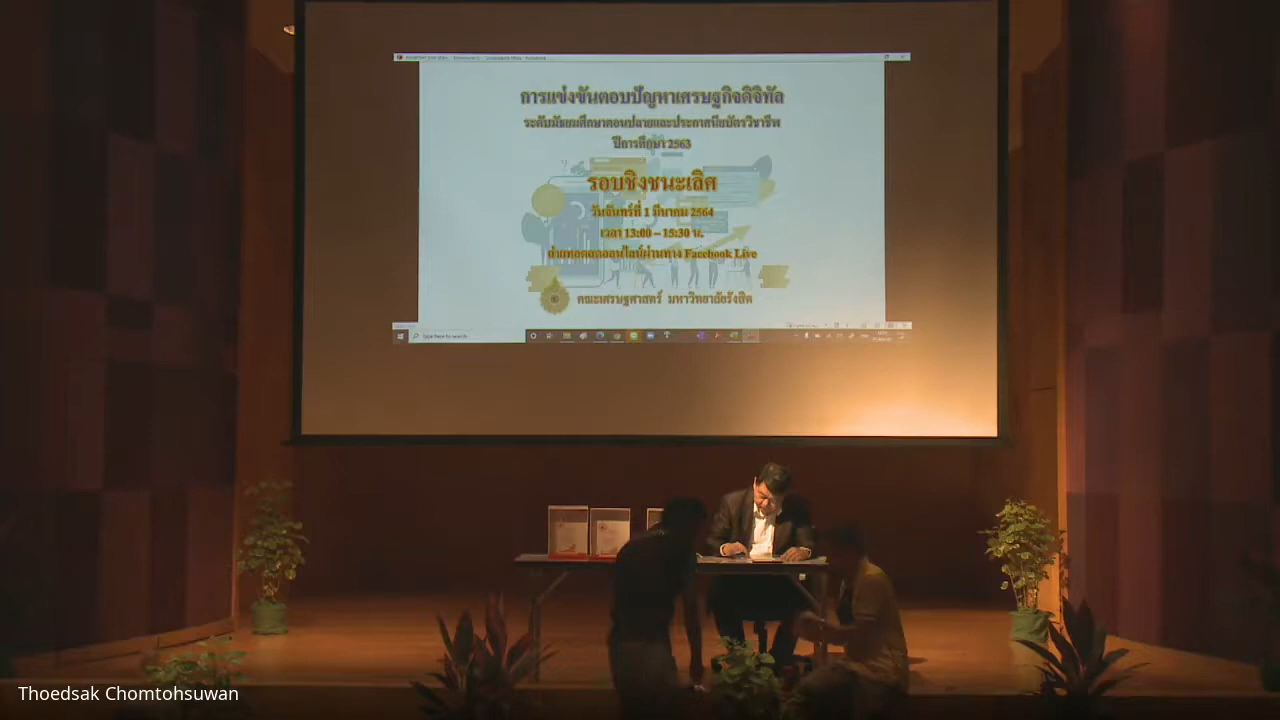 การแข่งขันตอบปัญหาเศรษฐกิจดิจิทัล
ระดับมัธยมศึกษาตอนปลายและประกาศนียบัตรวิชาชีพ
ปีการศึกษา 2563
รอบชิงชนะเลิศ
วันจันทร์ที่ 1 มีนาคม 2564
เวลา 13:00 – 15:30 น.
ถ่ายทอดสดออนไลน์ผ่านทาง Facebook Live
คณะเศรษฐศาสตร์ มหาวิทยาลัยรังสิต
Type here to search
Thoedsak Chomtohsuwan